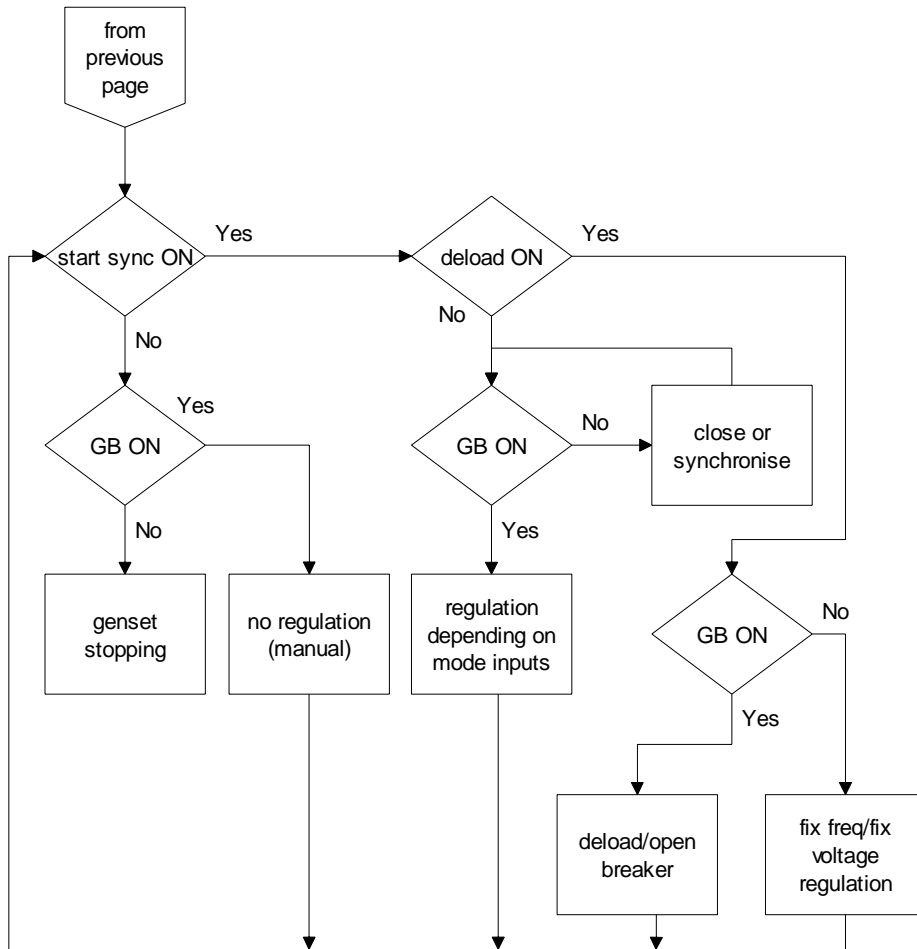 from
previous
page
start sync ON
Yes
deload ON
Yes
No
No
GB ON
Yes
GB ON
No
close or
synchronise
No
Yes
genset
stopping
no regulation
(manual)
regulation
depending on
mode inputs
GB ON
No
Yes
deload/open
breaker
fix freq/fix
voltage
regulation